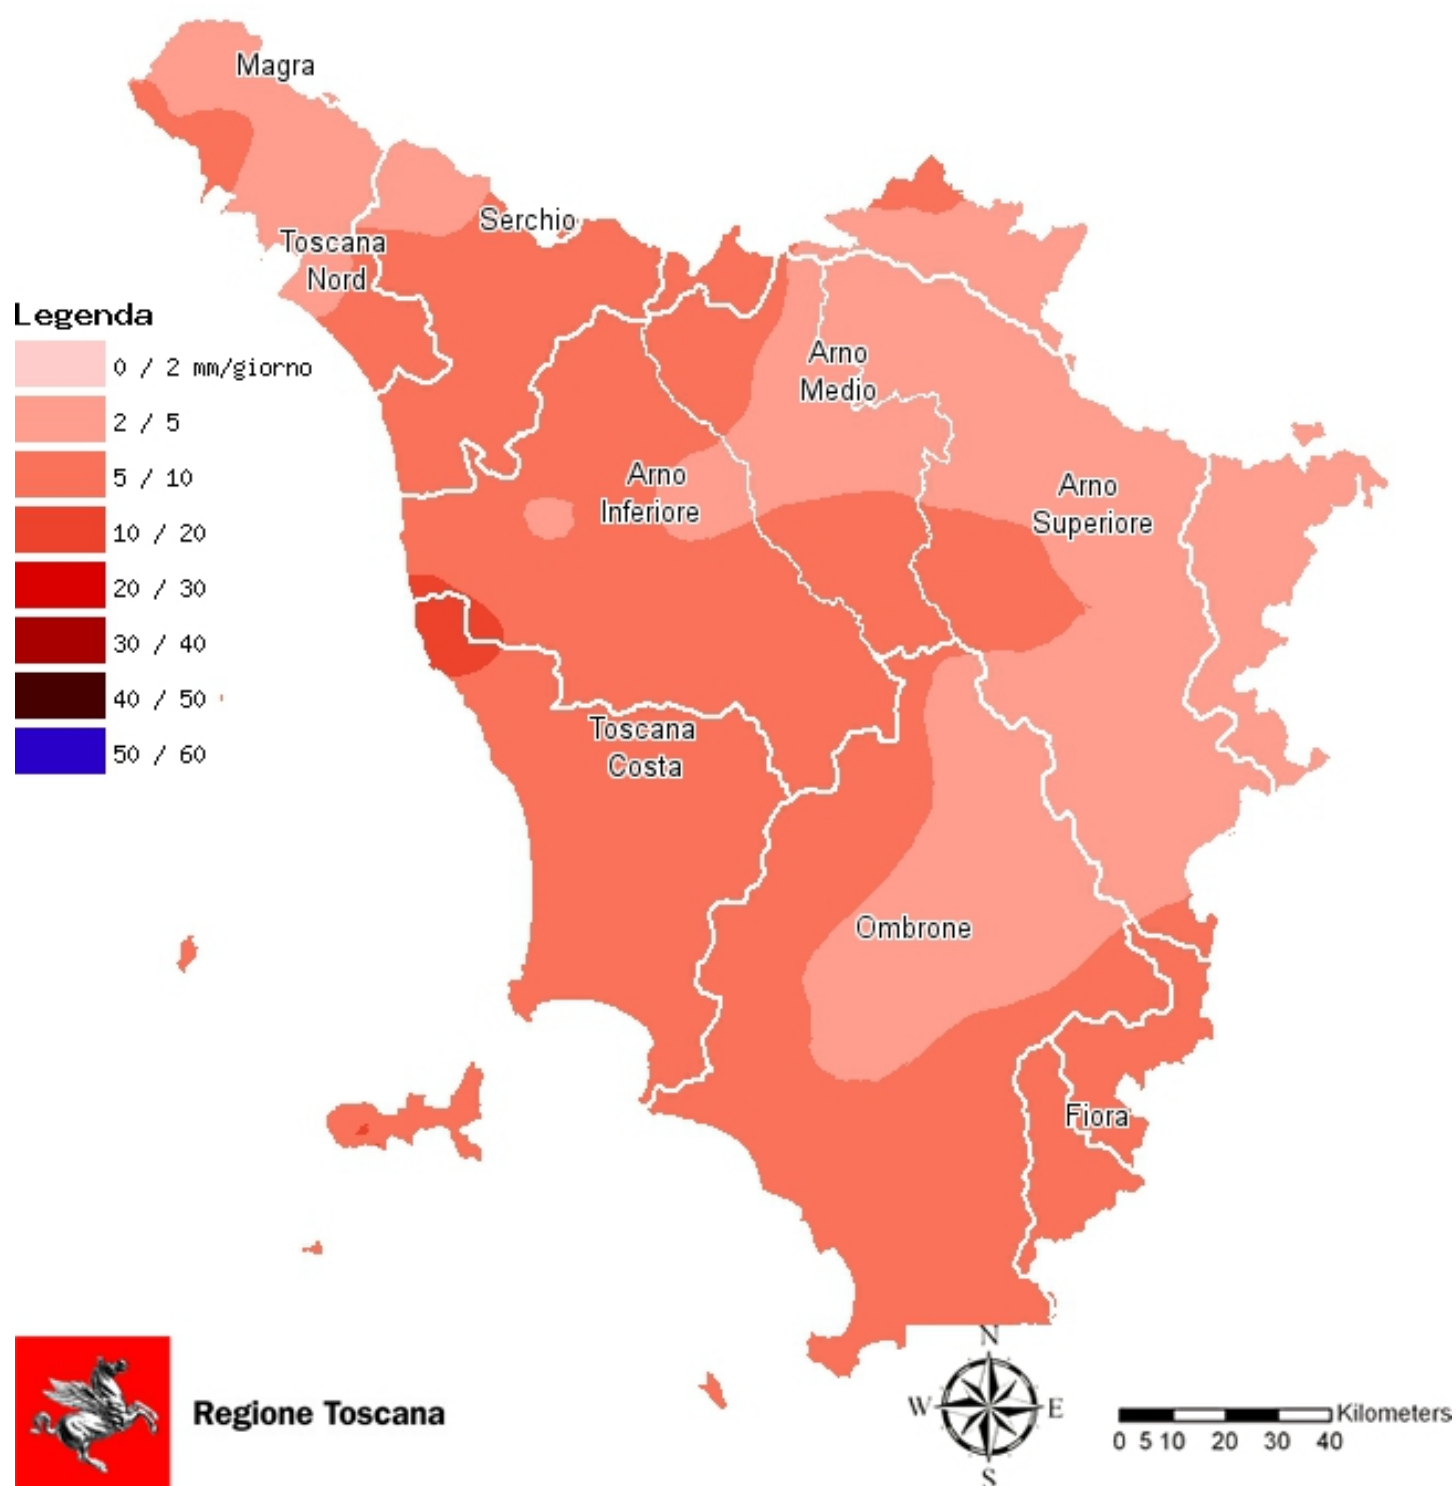 Magra
Serchio
Toscana
Nord
Legenda
0 / 2 mm/giorno
2 / 5
5 / 10
10 / 20
20 / 30
30 / 40
40 / 50
50 / 60
Arno
Medio
Arno
Inferiore
Arno
Superiore
Toscana
Costa
Ombrone
Fiora
Regione Toscana
N
W E
S
Kilometers
0 5 10 20 30 40